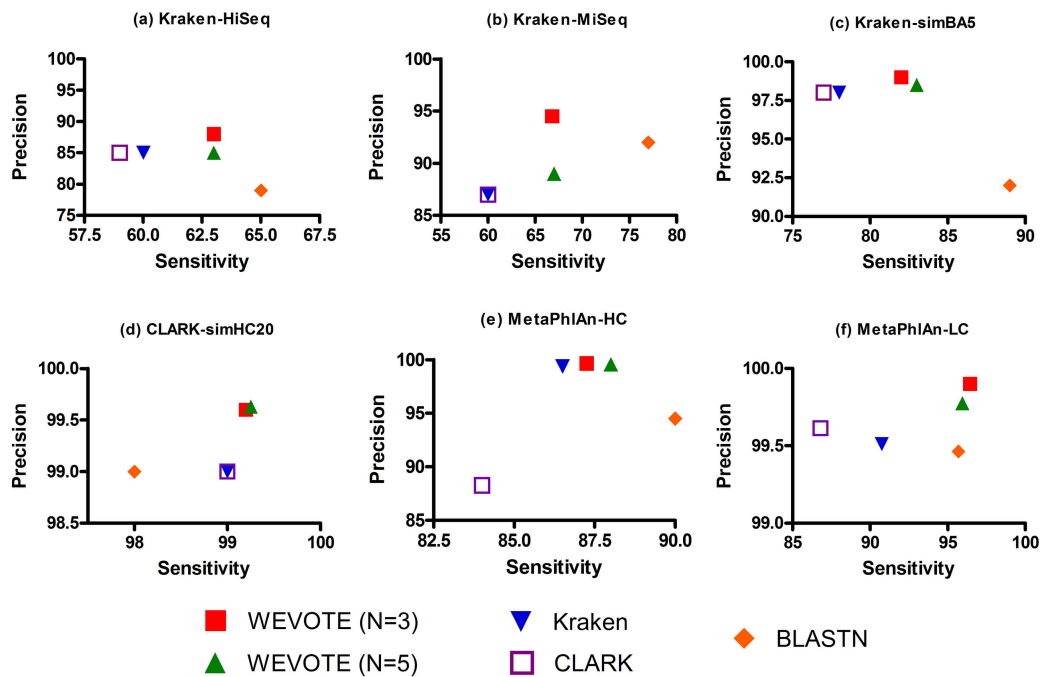 (a) Kraken-HiSeq
100
95
90
85
80
75
Precision
57.5 60.0 62.5 65.0 67.5
Sensitivity
(b) Kraken-MiSeq
100
95
90
85
Precision
55 60 65 70 75 80
Sensitivity
(c) Kraken-simBA5
100.0
97.5
95.0
92.5
90.0
Precision
75 80 85 90
Sensitivity
(d) CLARK-simHC20
100.0
99.5
99.0
98.5
Precision
98 99 100
Sensitivity
(e) MetaPhlAn-HC
100
95
90
85
Precision
82.5 85.0 87.5 90.0
Sensitivity
(f) MetaPhlAn-LC
100.0
99.5
99.0
Precision
85 90 95 100
Sensitivity
WEVOTE (N=3)
Kraken
BLASTN
WEVOTE (N=5)
CLARK